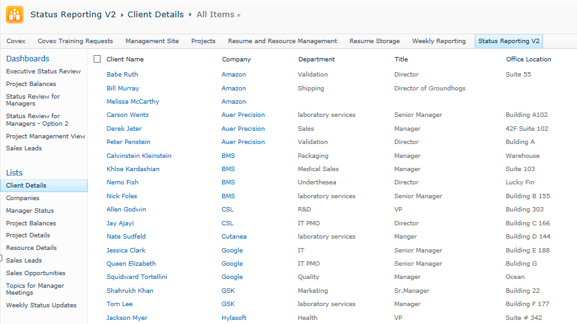 Status Reporting V2 ▸ Client Details ▸ All Items
Covex Covex Training Requests Management Site Projects Resume and Resource Management Resume Storage Weekly Reporting Status Reporting V2
Dashboards
Executive Status Review
Project Balances
Status Review for
Managers
Status Review for
Managers - Option 2
Project Management View
Sales Leads
Lists
Client Details
Companies
Manager Status
Project Balances
Project Details
Resource Details
Sales Leads
Sales Opportunities
Topics for Manager
Meetings
Weekly Status Updates
Client Name Company Department Title Office Location
Babe Ruth Amazon Validation Director Suite 55
Bill Murray Amazon Shipping Director of Groundhogs
Melissa McCarthy Amazon
Carson Wentz Auer Precision laboratory services Senior Manager Building A102
Derek Jeter Auer Precision Sales Manager 42F Suite 102
Peter Penstein Auer Precision Validation Director Bulding A
Calvinstein Kleinstein BMS Packaging Manager Warehouse
Khloe Kardashian BMS Medical Sales Manager Suite 103
Nemo Fish BMS Underthesea Director Lucky Fin
Nick Foles BMS laboratory services Senior Manager Building B 155
Allen Godwin CSL R&D VP Building 303
Jay Ajayi CSL IT PMO Director Building C 166
Nate Sudfeld Cutanea laboratory services Manger Building D 144
Jessica Clark Google IT Senior Manager Building E 188
Queen Elizabeth Google IT PMO Senior Manager Building G
Squidward Tortellini Google Quality Manager Ocean
Shahrukh Khan GSK Marketing Sr.Manager Building 22
Tom Lee GSK laboratory services Manager Building F 177
Jackson Myer Hylasoft Health VP Suite # 342